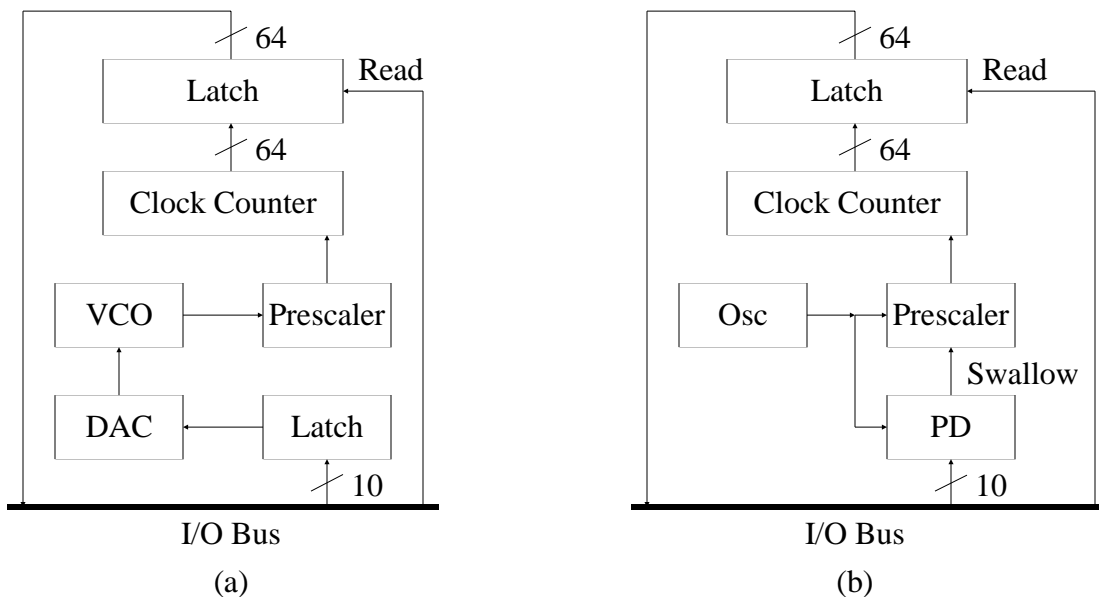 64
Latch
Read
64
Clock Counter
VCO
Prescaler
DAC
Latch
10
I/O Bus
(a)
64
Latch
Read
64
Clock Counter
Osc
Prescaler
Swallow
PD
10
I/O Bus
(b)